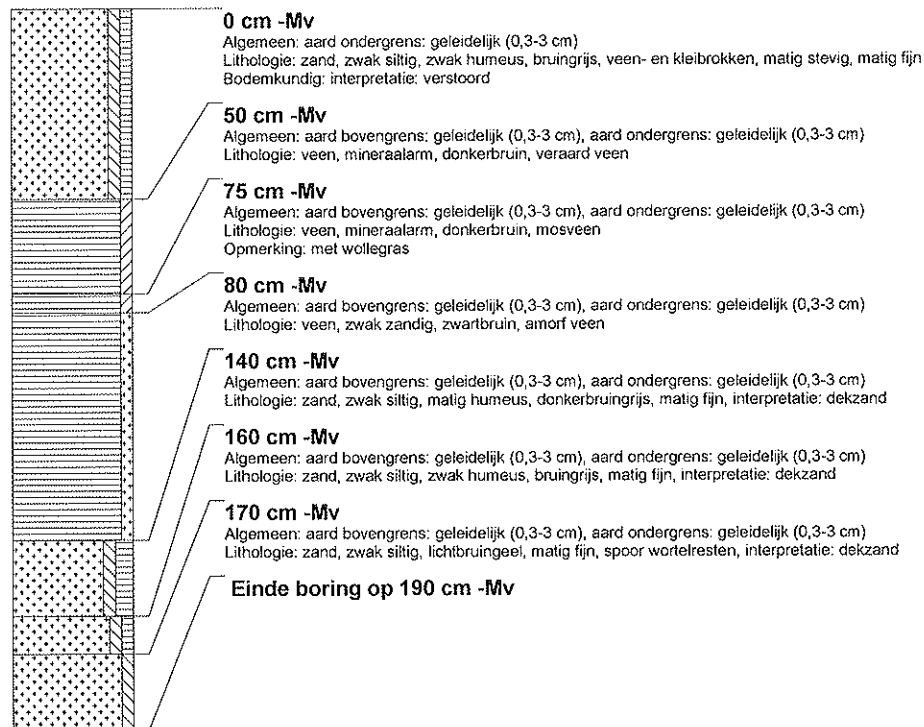 0 cm -Mv
Algemeen: aard ondergrens: geleidelijk (0,3-3 cm)
Lithologie: zand, zwak siltig, zwak humeus, bruingrijs, veen- en kleibrokken, matig stevig, matig fijn
Bodemkundig: interpretatie: verstoord
50 cm -Mv
Algemeen: aard bovengrens: geleidelijk (0,3-3 cm), aard ondergrens: geleidelijk (0,3-3 cm)
Lithologie: veen, mineraalarm, donkerbruin, veraard veen
75 cm -Mv
Algemeen: aard bovengrens: geleidelijk (0,3-3 cm), aard ondergrens: geleidelijk (0,3-3 cm)
Lithologie: veen, mineraalarm, donkerbruin, mosveen
Opmerking: met wollegras
80 cm -Mv
Algemeen: aard bovengrens: geleidelijk (0,3-3 cm), aard ondergrens: geleidelijk (0,3-3 cm)
Lithologie: veen, zwak zandig, zwartbruin, amorf veen
140 cm -Mv
Algemeen: aard bovengrens: geleidelijk (0,3-3 cm), aard ondergrens: geleidelijk (0,3-3 cm)
Lithologie: zand, zwak siltig, matig humeus, donkerbruingrijs, matig fijn, interpretatie: dekzand
160 cm -Mv
Algemeen: aard bovengrens: geleidelijk (0,3-3 cm), aard ondergrens: geleidelijk (0,3-3 cm)
Lithologie: zand, zwak siltig, zwak humeus, bruingrijs, matig fijn, interpretatie: dekzand
170 cm -Mv
Algemeen: aard bovengrens: geleidelijk (0,3-3 cm), aard ondergrens: geleidelijk (0,3-3 cm)
Lithologie: zand, zwak siltig, lichtbruingeel, matig fijn, spoor wortelresten, interpretatie: dekzand
Einde boring op 190 cm -Mv